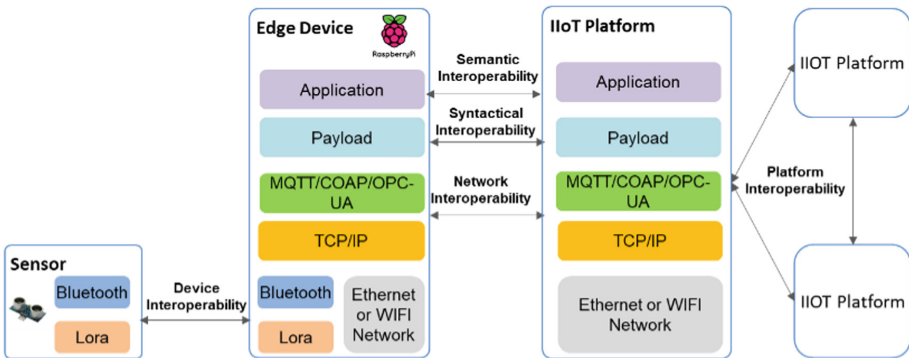 Edge Device
RaspberryPi
Application
Payload
MQTT/COAP/OPC-
UA
TCP/IP
Bluetooth
Lora
Ethernet
or WIFI
Network
Sensor
Bluetooth
Lora
Device
Interoperability
Semantic
Interoperability
Syntactical
Interoperability
Network
Interoperability
IIoT Platform
Application
Payload
MQTT/COAP/OPC-
UA
TCP/IP
Ethernet or WIFI
Network
Platform
Interoperability
IIOT Platform
IIOT Platform